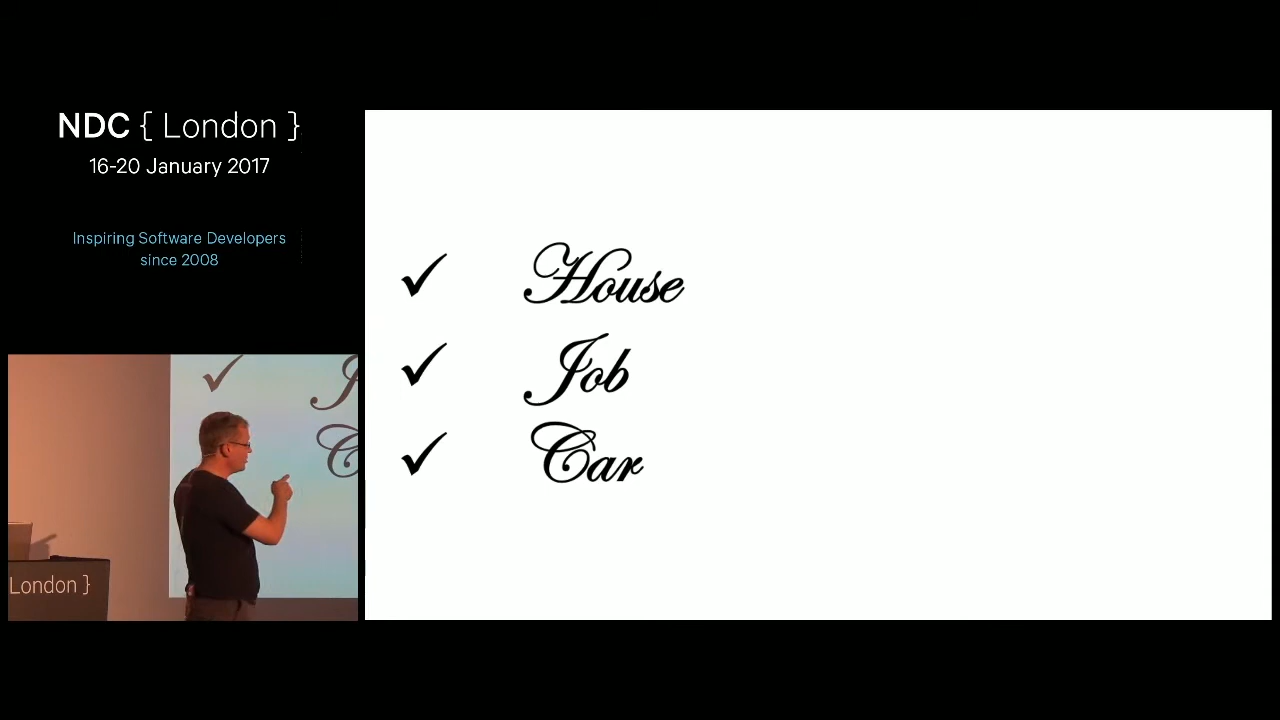 NDC { London }
16-20 January 2017
Inspiring Software Developers
since 2008
✓ House
✓ Job
✓ Car
London }